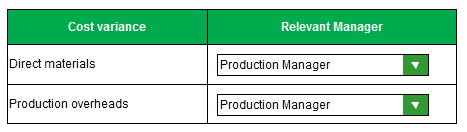 Cost variance Relevant Manager
Direct materials Production Manager
Production overheads Production Manager